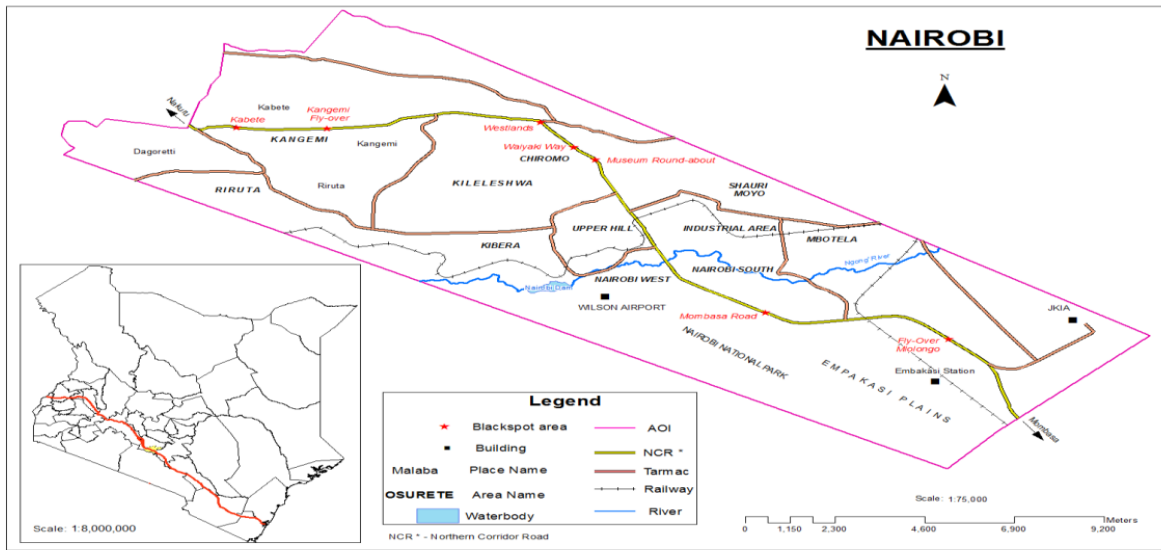 NAIROBI
N
Nakuru
Kabete
Kabete
Kangemi
Fly-over
KANGEMI
Kangemi
Dagoretti
Westlands
Waiyaki Way
CHIROMO
Museum Round-about
RIRUTA
Riruta
KILELESHWA
SHAURI
MOYO
UPPER HILL
INDUSTRIAL AREA
MBOTELA
KIBERA
Ngong River
NAIROBI SOUTH
NAIROBI WEST
Nairobi Dam
WILSON AIRPORT
JKIA
Mombasa Road
NAIROBI NATIONAL PARK
Fly-Over
Mlolongo
EMPAKASI PLAINS
Embakasi Station
Mombasa
Legend
Blackspot area
AOI
Building
NCR *
Malaba Place Name
Tarmac
OSURETE Area Name
Railway
Waterbody
River
NCR * - Northern Corridor Road
Scale: 1:8,000,000
Scale: 1:75,000
Meters
0 1,150 2,300 4,600 6,900 9,200